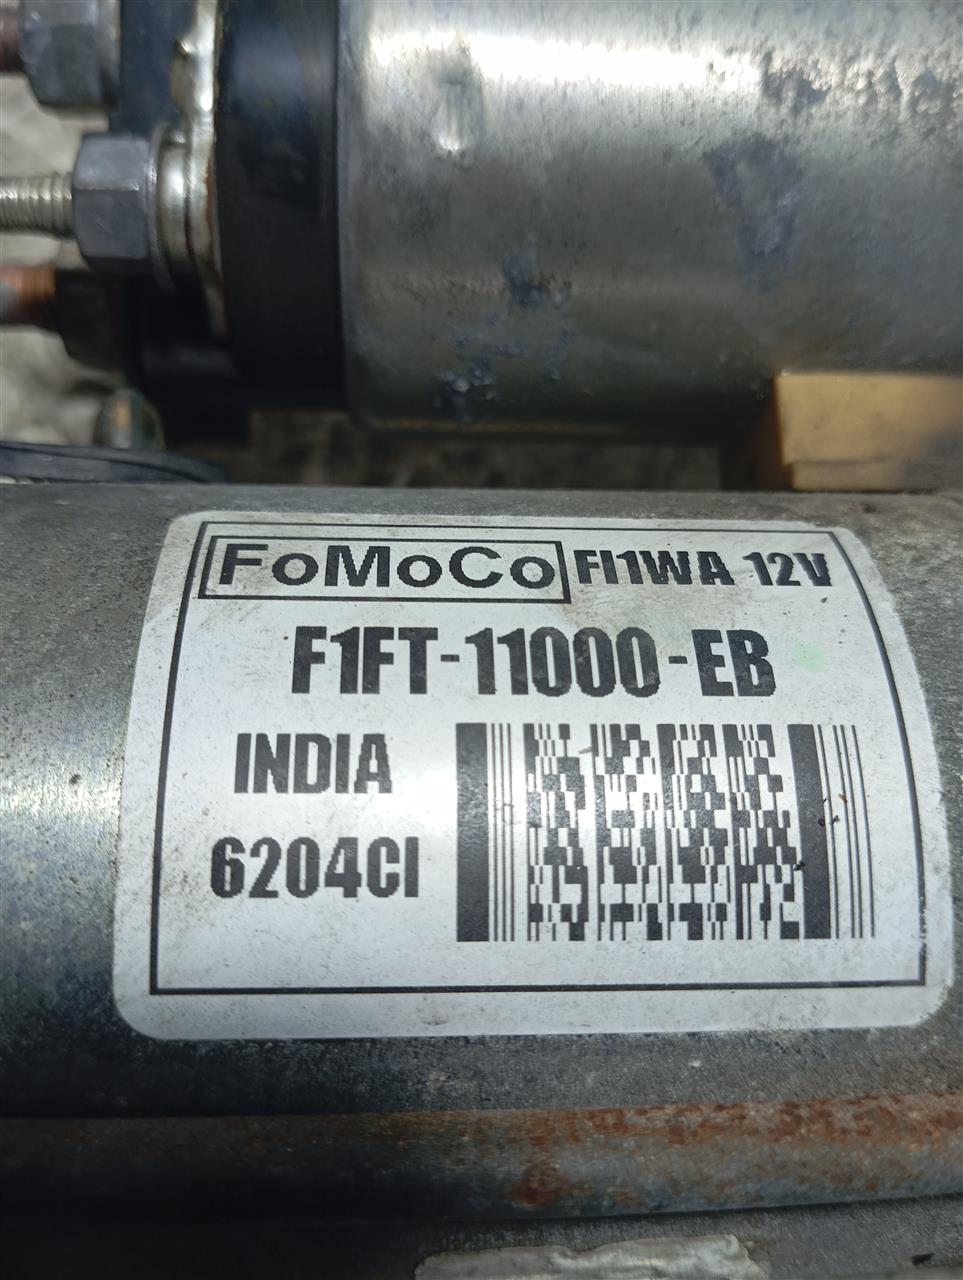 FoMoCo FI1WA 12V
F1FT-11000-EB
INDIA
6204CI